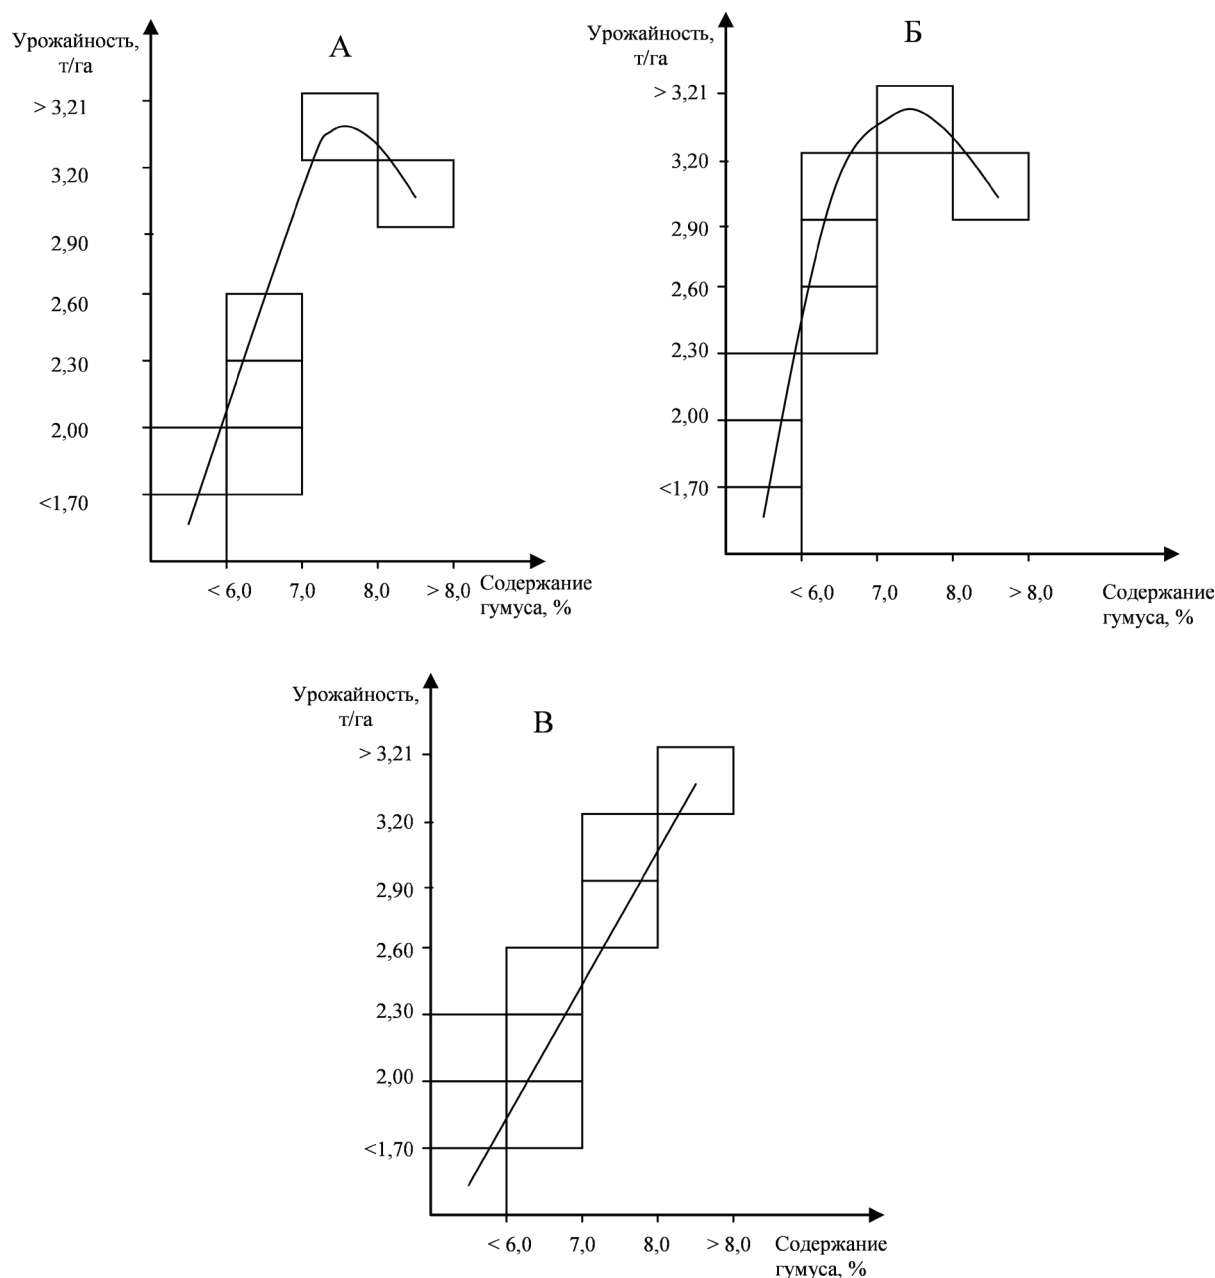 Урожайность,
т/га
А
> 3,21
3,20
2,90
2,60
2,30
2,00
<1,70
< 6,0
7,0
8,0
> 8,0
Содержание
гумуса, %
Урожайность,
т/га
Б
> 3,21
3,20
2,90
2,60
2,30
2,00
<1,70
< 6,0
7,0
8,0
> 8,0
Содержание
гумуса, %
Урожайность,
т/га
В
> 3,21
3,20
2,90
2,60
2,30
2,00
<1,70
< 6,0
7,0
8,0
> 8,0
Содержание
гумуса, %